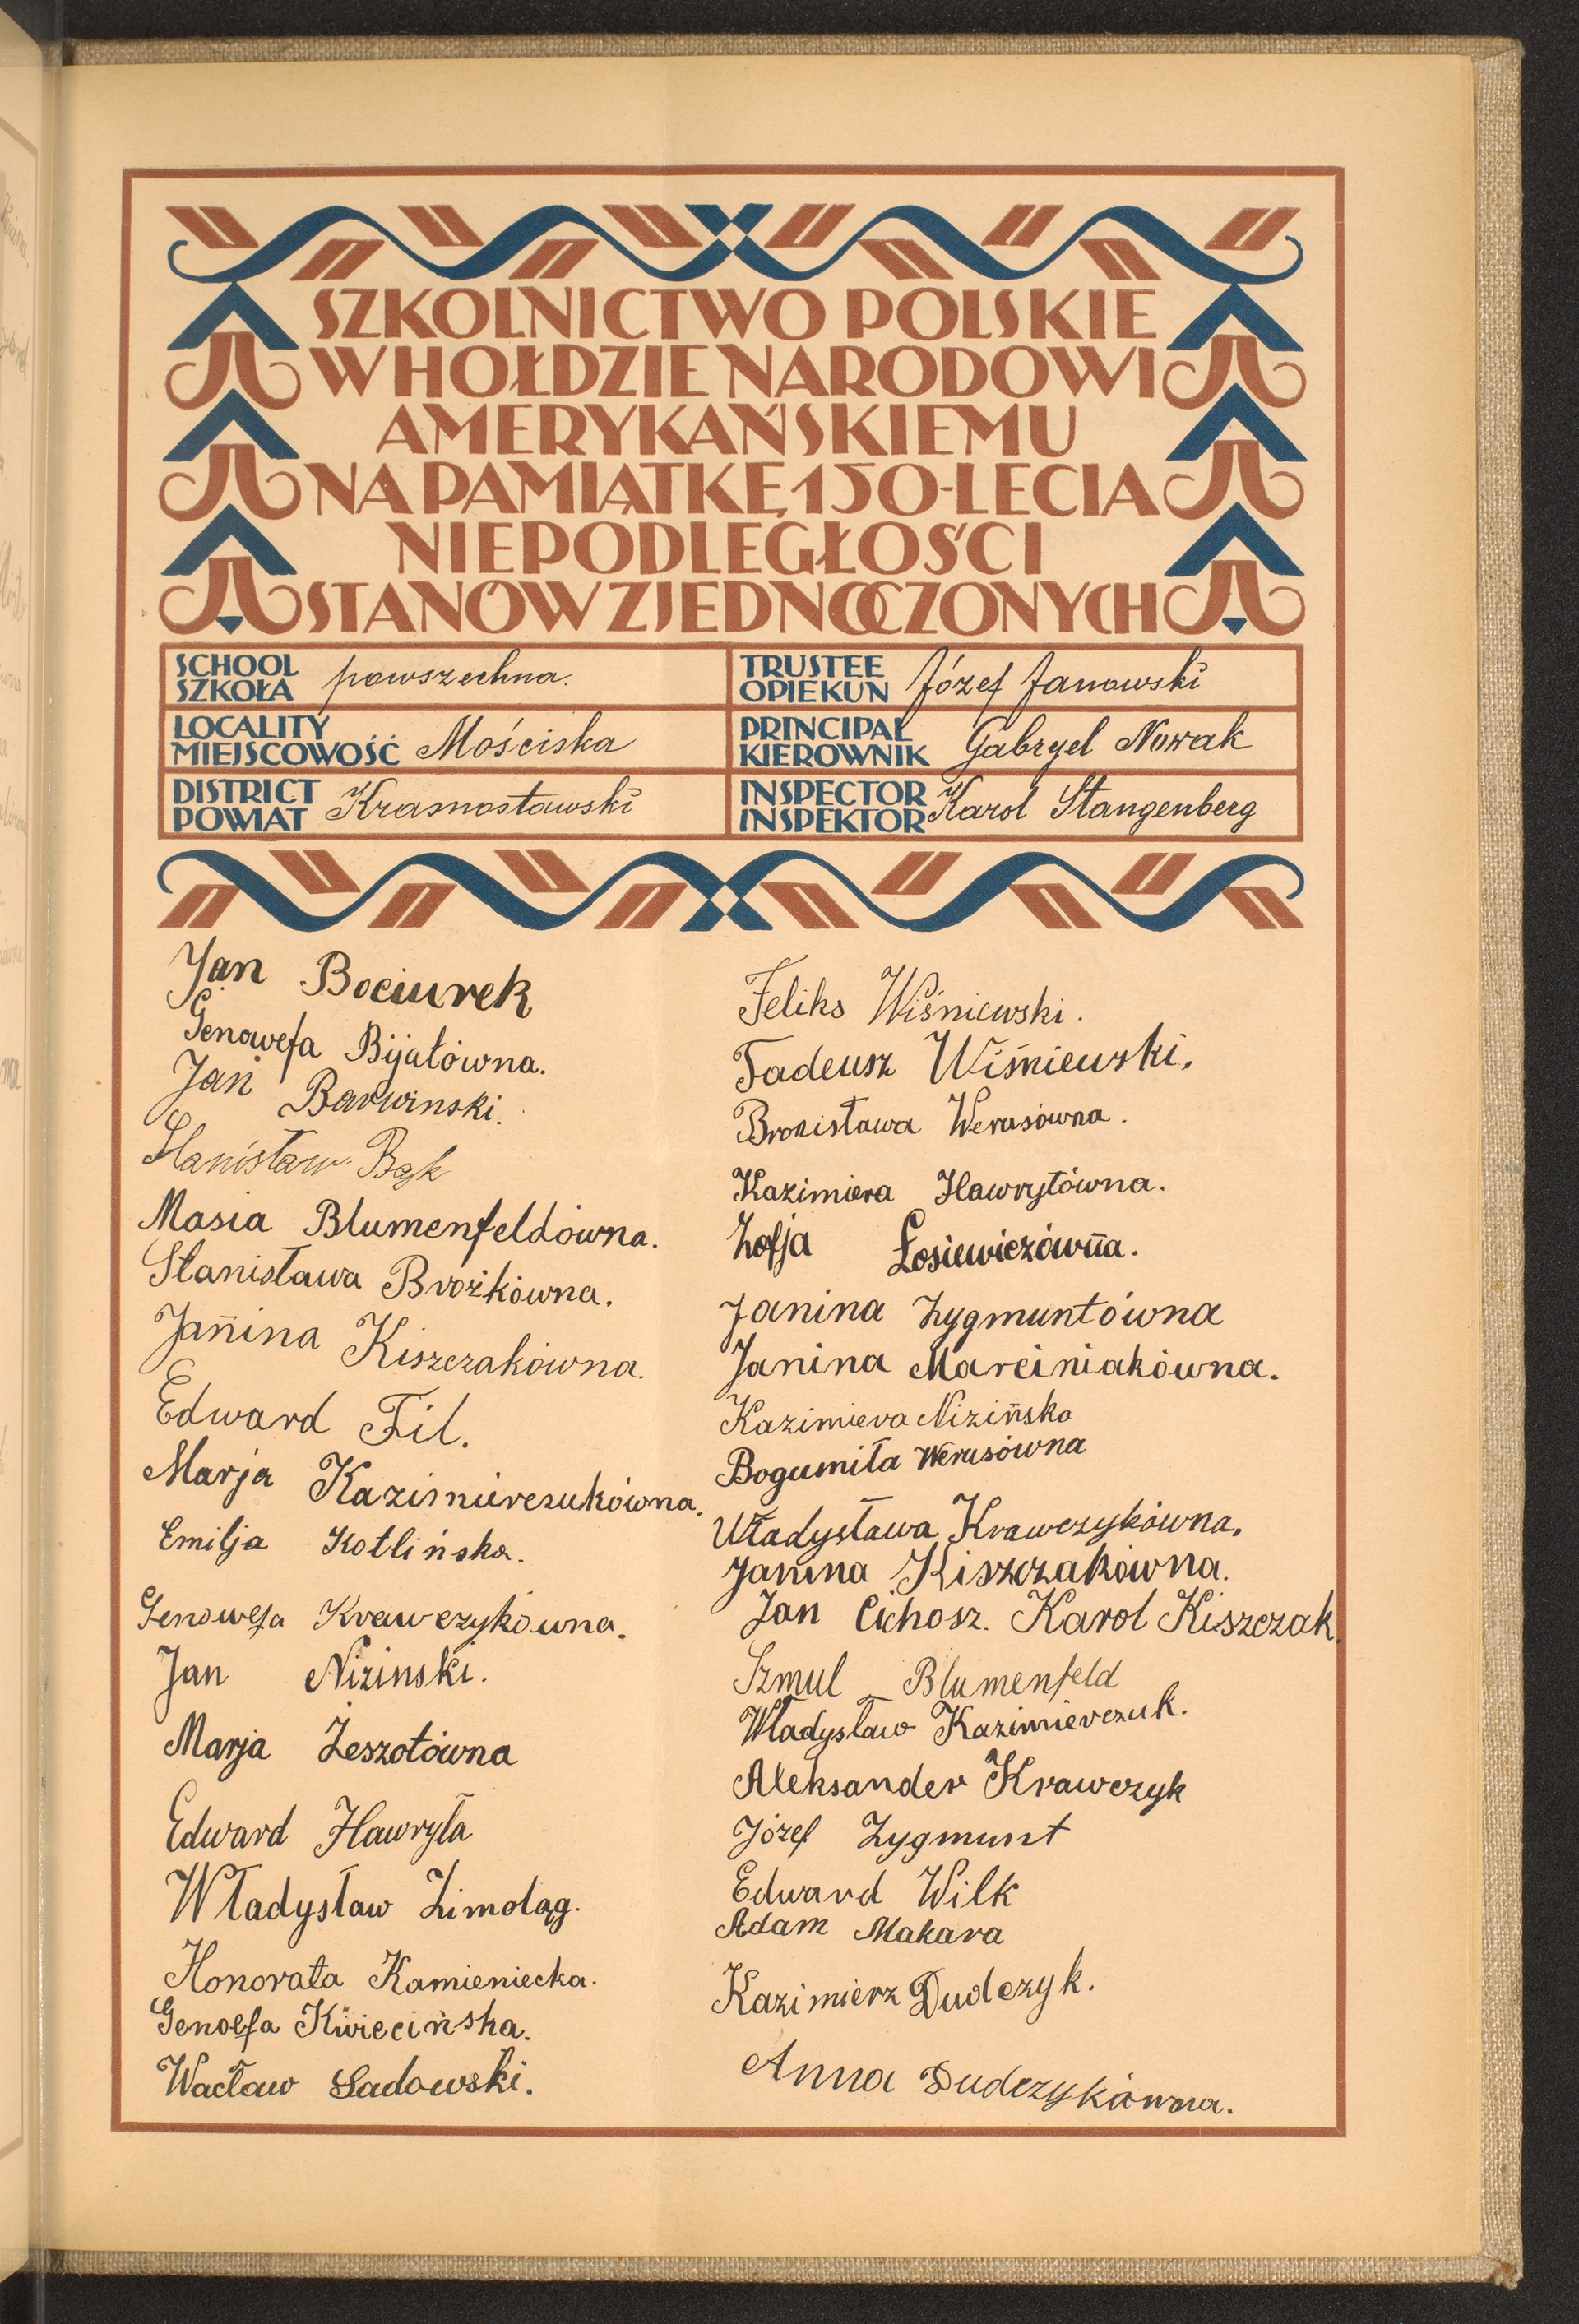 SZKOLNICTWO POLSKIE
W HOŁDZIE NARODOWI
AMERYKAŃSKIEMU
NA PAMIĄTKĘ 150-LECIA
NIEPODLEGŁOŚCI
STANÓW ZJEDNOCZONYCH
SCHOOL
SZKOŁA powszechna.
TRUSTEE
OPIEKUN Józef Janowski
LOCALITY
MIEJSCOWOŚĆ Mościska
PRINCIPAL
KIEROWNIK Gabryel Nowak
DISTRICT
POWIAT Krasnostawski
INSPECTOR
INSPEKTOR Karol Stangenberg
Jan Bociurek
Genowefa Bijałówna.
Jan Barwinski.
Stanisław Bąk
Masia Blumenfeldówna.
Stanisława Brożkówna.
Janina Kiszczakówna.
Edward Fil.
Marja Kazimierczukówna.
Emilja Kotlińska.
Genowefa Krawczykówna.
Jan Nizinski.
Marja Żeszotówna
Edward Hawryła
Władysław Zimoląg.
Honorata Kamieniecka.
Genoefa Kwiecińska.
Wacław Sadowski.
Feliks Wiśniewski.
Tadeusz Wiśniewski.
Bronisława Werasówna.
Kazimiera Hawryłówna.
Zofja Łosiewiczówna.
Janina Zygmuntówna
Janina Marciniakówna.
Kazimiera Nizińska
Bogumiła Werusówna
Władysława Krawczykówna.
Janina Kiszczakówna.
Jan Cichosz. Karol Kiszczak.
Szmul Blumenfeld
Władysław Kazimierczuk.
Aleksander Krawczyk
Józef Zygmunt
Edward Wilk
Adam Makara
Kazimierz Dudczyk.
Anna Dudczykówna.